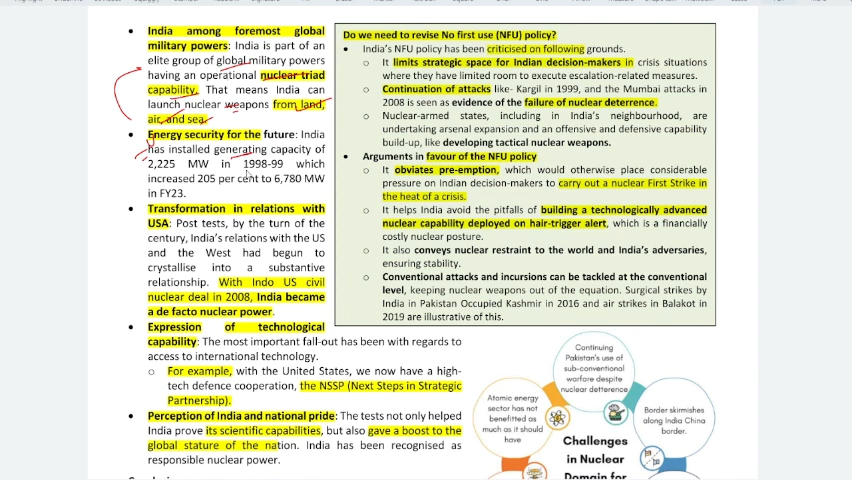 India among foremost global
military powers: India is part of an
elite group of global military powers
having an operational nuclear triad
capability. That means India can
launch nuclear weapons from land,
air, and sea.
Energy security for the future: India
has installed generating capacity of
2,225 MW in 1998-99 which
increased 205 per cent to 6,780 MW
in FY23.
Transformation in relations with
USA: Post tests, by the turn of the
century, India's relations with the US
and the West had begun to
crystallise into a substantive
relationship. With Indo US civil
nuclear deal in 2008, India became
a de facto nuclear power.
Expression of technological
capability: The most important fall-out has been with regards to
access to international technology.
For example, with the United States, we now have a high-
tech defence cooperation, the NSSP (Next Steps in Strategic
Partnership).
Perception of India and national pride: The tests not only helped
India prove its scientific capabilities, but also gave a boost to the
global stature of the nation. India has been recognised as
responsible nuclear power.
Do we need to revise No first use (NFU) policy?
India's NFU policy has been criticised on following grounds.
It limits strategic space for Indian decision-makers in crisis situations
where they have limited room to execute escalation-related measures.
Continuation of attacks like- Kargil in 1999, and the Mumbai attacks in
2008 is seen as evidence of the failure of nuclear deterrence.
Nuclear-armed states, including in India's neighbourhood, are
undertaking arsenal expansion and an offensive and defensive capability
build-up, like developing tactical nuclear weapons.
Arguments in favour of the NFU policy
It obviates pre-emption, which would otherwise place considerable
pressure on Indian decision-makers to carry out a nuclear First Strike in
the heat of a crisis.
It helps India avoid the pitfalls of building a technologically advanced
nuclear capability deployed on hair-trigger alert, which is a financially
costly nuclear posture.
It also conveys nuclear restraint to the world and India's adversaries,
ensuring stability.
Conventional attacks and incursions can be tackled at the conventional
level, keeping nuclear weapons out of the equation. Surgical strikes by
India in Pakistan Occupied Kashmir in 2016 and air strikes in Balakot in
2019 are illustrative of this.
Continuing
Pakistan's use of
sub-conventional
warfare despite
nuclear detterence
Atomic energy
sector has not
benefitted as
much as it should
have
Border skirmishes
along India China
border.
Challenges
in Nuclear
Domain for